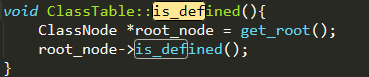 void ClassTable::is_defined(){
    ClassNode *root_node = get_root();
    root_node->is_defined();
}